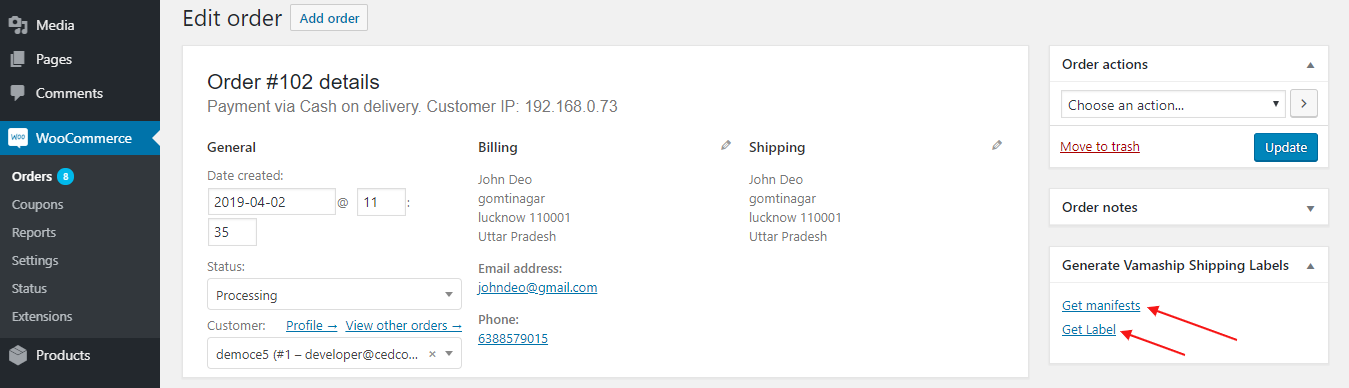 Media
Pages
Comments
WOO WooCommerce
Orders 8
Coupons
Reports
Settings
Status
Extensions
Products
Edit order Add order
Order #102 details
Payment via Cash on delivery. Customer IP: 192.168.0.73
General
Date created:
2019-04-02 @ 11 :
35
Status:
Processing
Customer: Profile → View other orders →
democe5 (#1 – developer@cedco... ×
Billing
John Deo
gomtinagar
lucknow 110001
Uttar Pradesh
Email address:
johndeo@gmail.com
Phone:
6388579015
Shipping
John Deo
gomtinagar
lucknow 110001
Uttar Pradesh
Order actions
Choose an action...
Move to trash Update
Order notes
Generate Vamaship Shipping Labels
Get manifests
Get Label